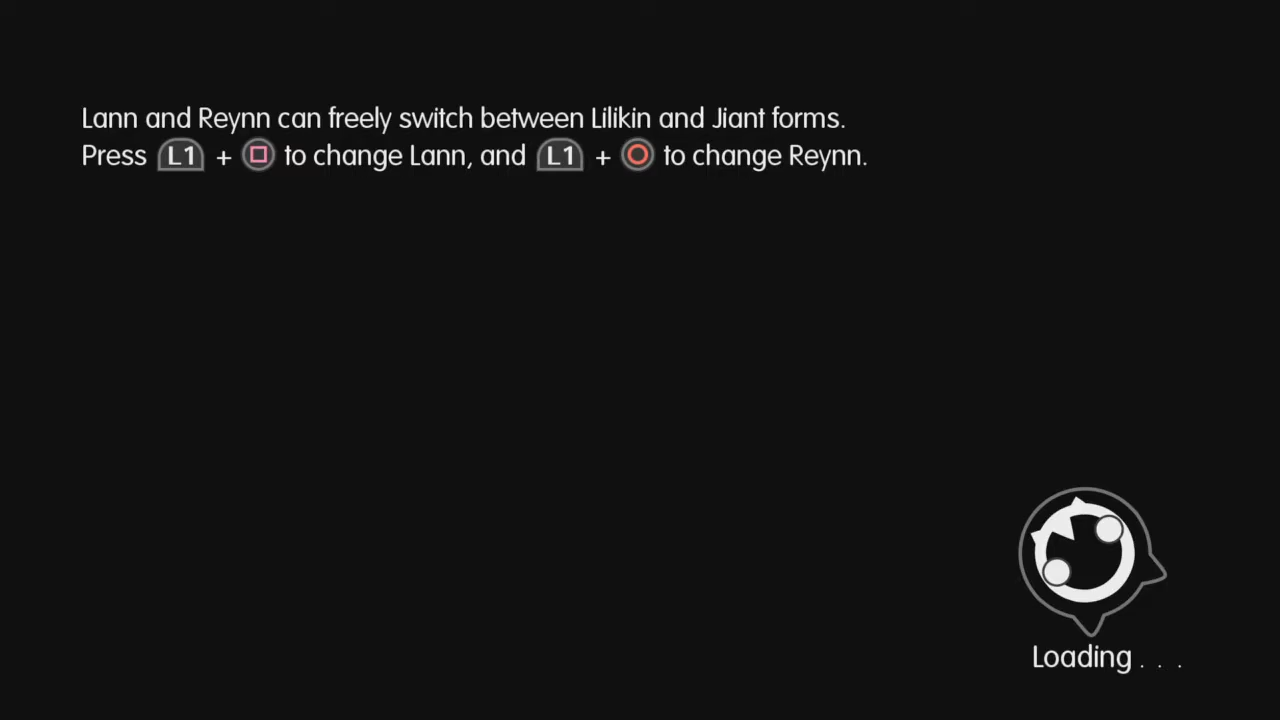 Lann and Reynn can freely switch between Lilikin and Jiant forms.
Press L1 + □ to change Lann, and L1 + ○ to change Reynn.
Loading . . .